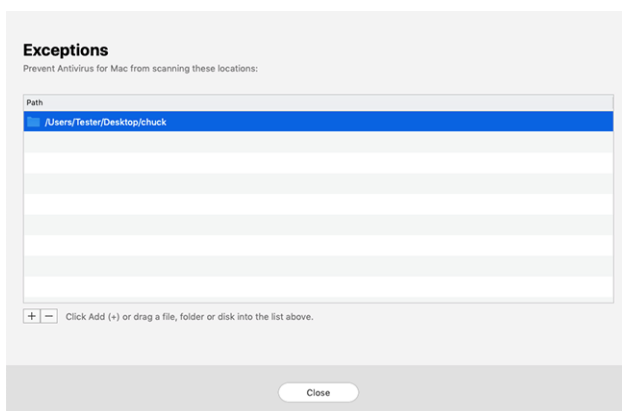 Exceptions
Prevent Antivirus for Mac from scanning these locations:
Path
/Users/Tester/Desktop/chuck
+ − Click Add (+) or drag a file, folder or disk into the list above.
Close